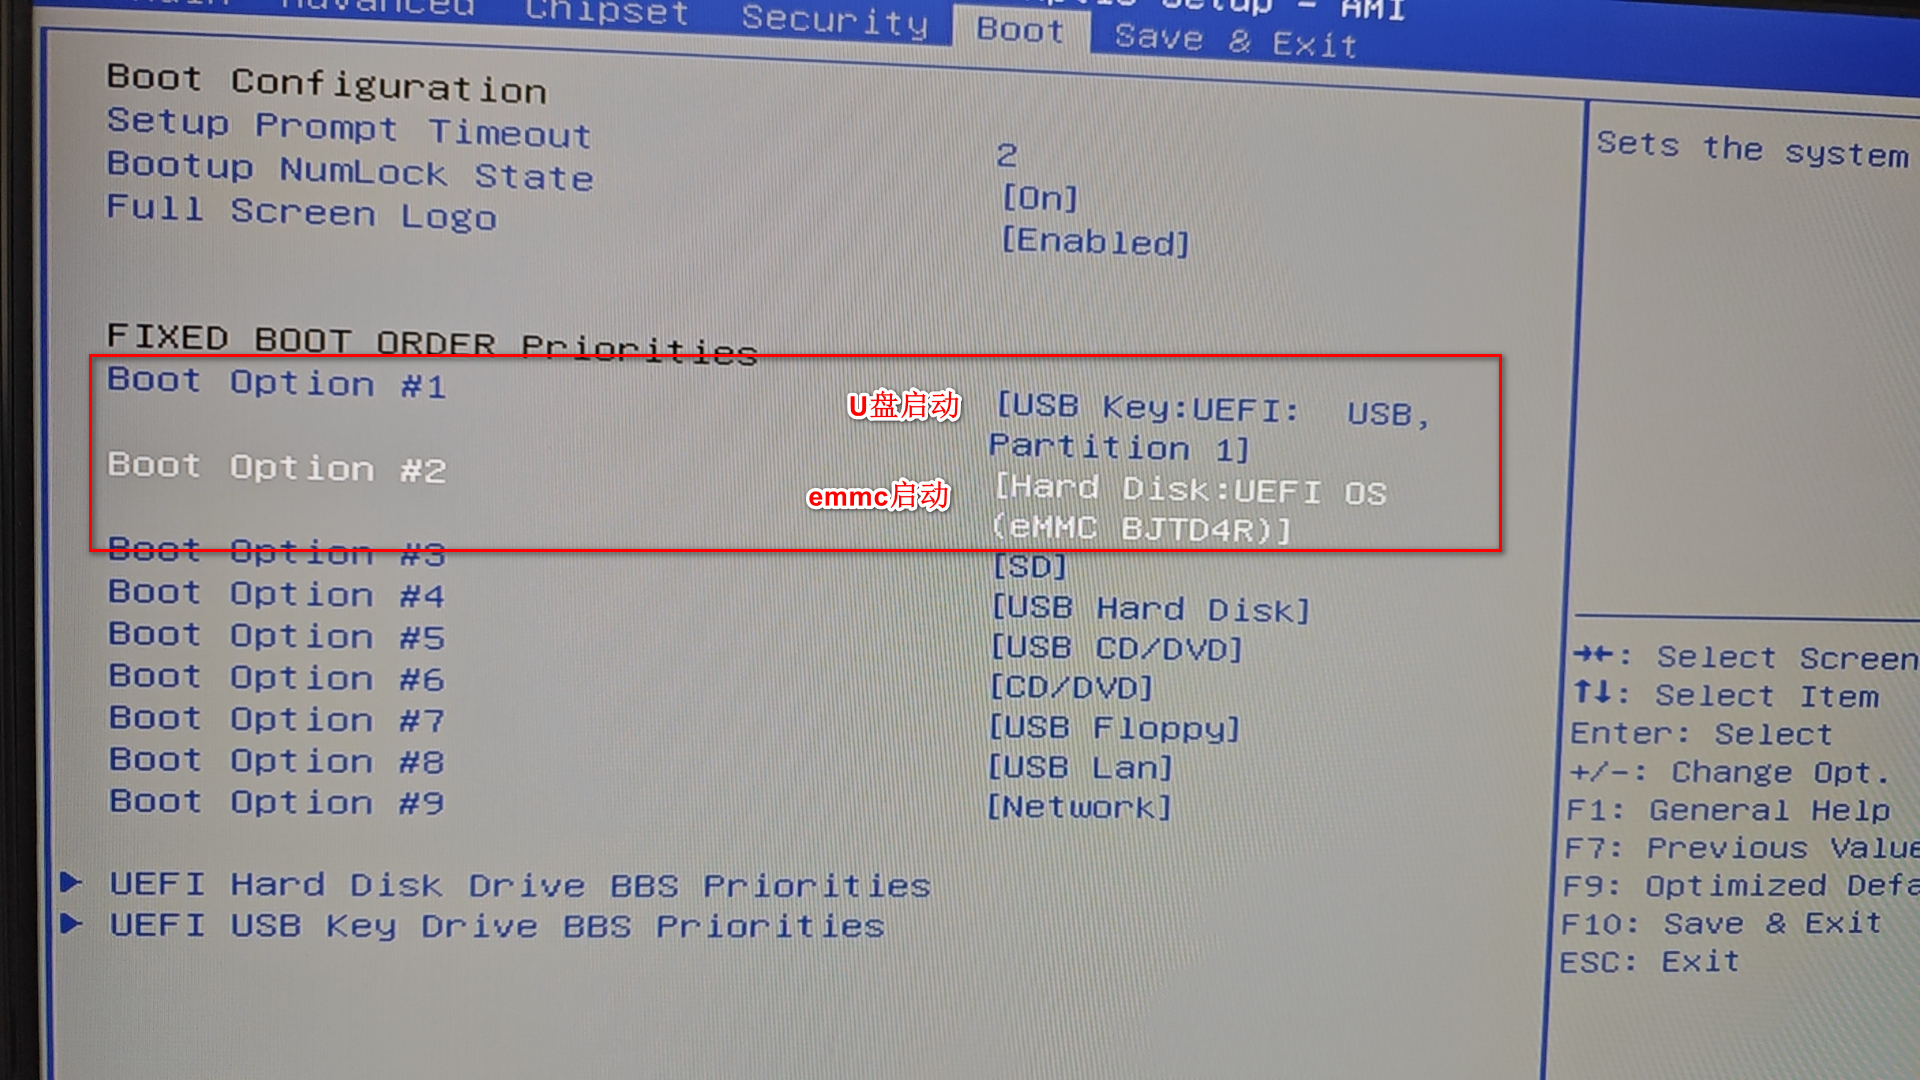 Chipset Security Boot Save & Exit
Setup - AMI
Boot Configuration
Setup Prompt Timeout 2
Bootup NumLock State [On]
Full Screen Logo [Enabled]
FIXED BOOT ORDER Priorities
Boot Option #1 U盘启动 [USB Key:UEFI: USB,
Partition 1]
Boot Option #2 emmc启动 [Hard Disk:UEFI OS
(eMMC BJTD4R)]
Boot Option #3 [SD]
Boot Option #4 [USB Hard Disk]
Boot Option #5 [USB CD/DVD]
Boot Option #6 [CD/DVD]
Boot Option #7 [USB Floppy]
Boot Option #8 [USB Lan]
Boot Option #9 [Network]
UEFI Hard Disk Drive BBS Priorities
UEFI USB Key Drive BBS Priorities
Sets the system
→←: Select Screen
↑↓: Select Item
Enter: Select
+/-: Change Opt.
F1: General Help
F7: Previous Value
F9: Optimized Defa
F10: Save & Exit
ESC: Exit